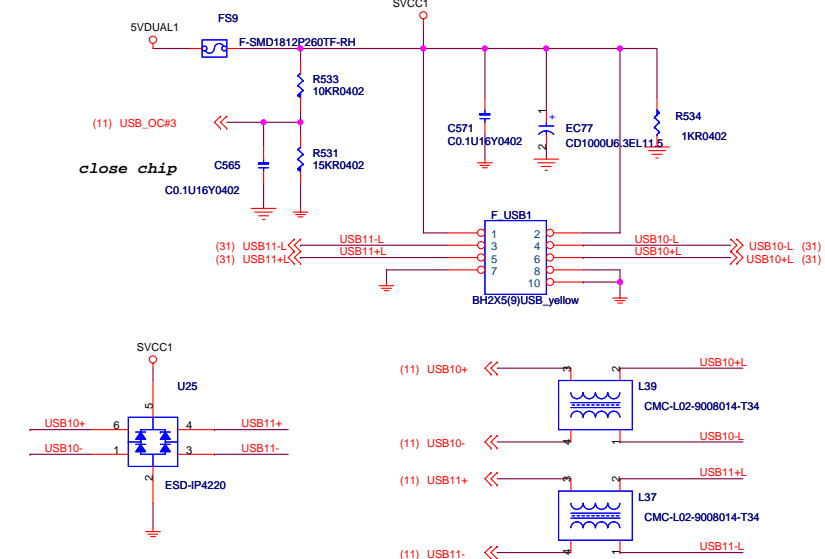 SVCC1
FS9
5VDUAL1
F-SMD1812P260TF-RH
R533
10KR0402
(11) USB_OC#3
C571
C0.1U16Y0402
1
+
2
EC77
CD1000U6.3EL11.5
R534
1KR0402
close chip
C565
C0.1U16Y0402
R531
15KR0402
F_USB1
1 2
(31) USB11-L USB11-L 3 4 USB10-L USB10-L (31)
(31) USB11+L USB11+L 5 6 USB10+L USB10+L (31)
7 8
10
BH2X5(9)USB_yellow
SVCC1
U25
5
USB10+ 6 4 USB11+
USB10- 1 3 USB11-
2
ESD-IP4220
(11) USB10+ 3 2 USB10+L
L39
CMC-L02-9008014-T34
(11) USB10- 4 1 USB10-L
(11) USB11+ 3 2 USB11+L
L37
CMC-L02-9008014-T34
(11) USB11- 4 1 USB11-L